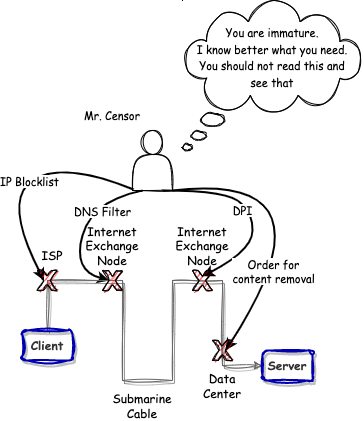 You are immature.
I know better what you need.
You should not read this and
see that
Mr. Censor
IP Blocklist
DNS Filter
DPI
ISP
Internet
Exchange
Node
Internet
Exchange
Node
Order for
content removal
Client
Server
Data
Center
Submarine
Cable